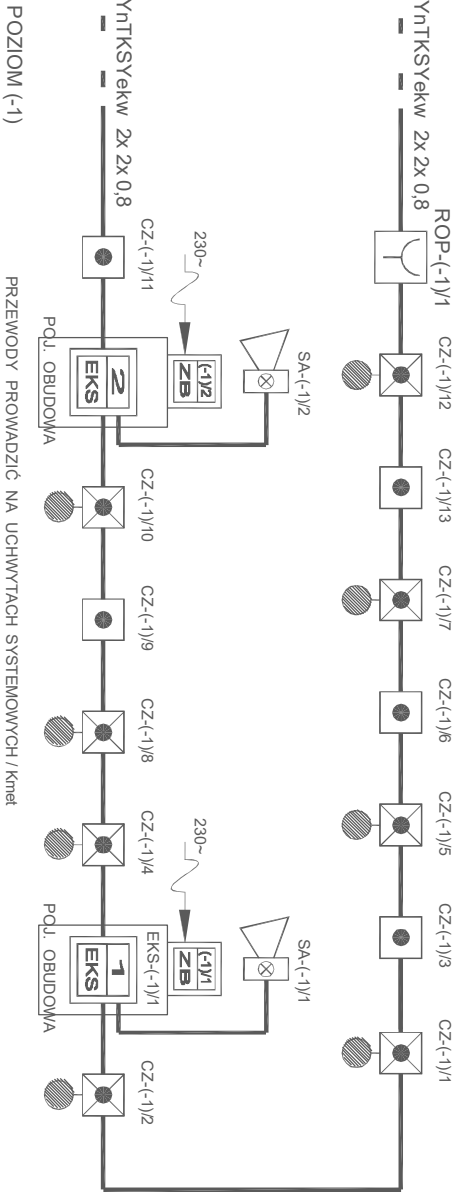 YnTKSYekw 2x 2x 0,8
ROP-(-1)/1
CZ-(-1)/12
CZ-(-1)/13
CZ-(-1)/7
CZ-(-1)/6
CZ-(-1)/5
CZ-(-1)/3
CZ-(-1)/1
SA-(-1)/2
SA-(-1)/1
230~
(-1)/2
ZB
230~
(-1)/1
ZB
YnTKSYekw 2x 2x 0,8
CZ-(-1)/11
2
EKS
POJ. OBUDOWA
CZ-(-1)/10
CZ-(-1)/9
CZ-(-1)/8
CZ-(-1)/4
EKS-(-1)/1
1
EKS
POJ. OBUDOWA
CZ-(-1)/2
POZIOM (-1)
PRZEWODY PROWADZIĆ NA UCHWYTACH SYSTEMOWYCH / Kmet